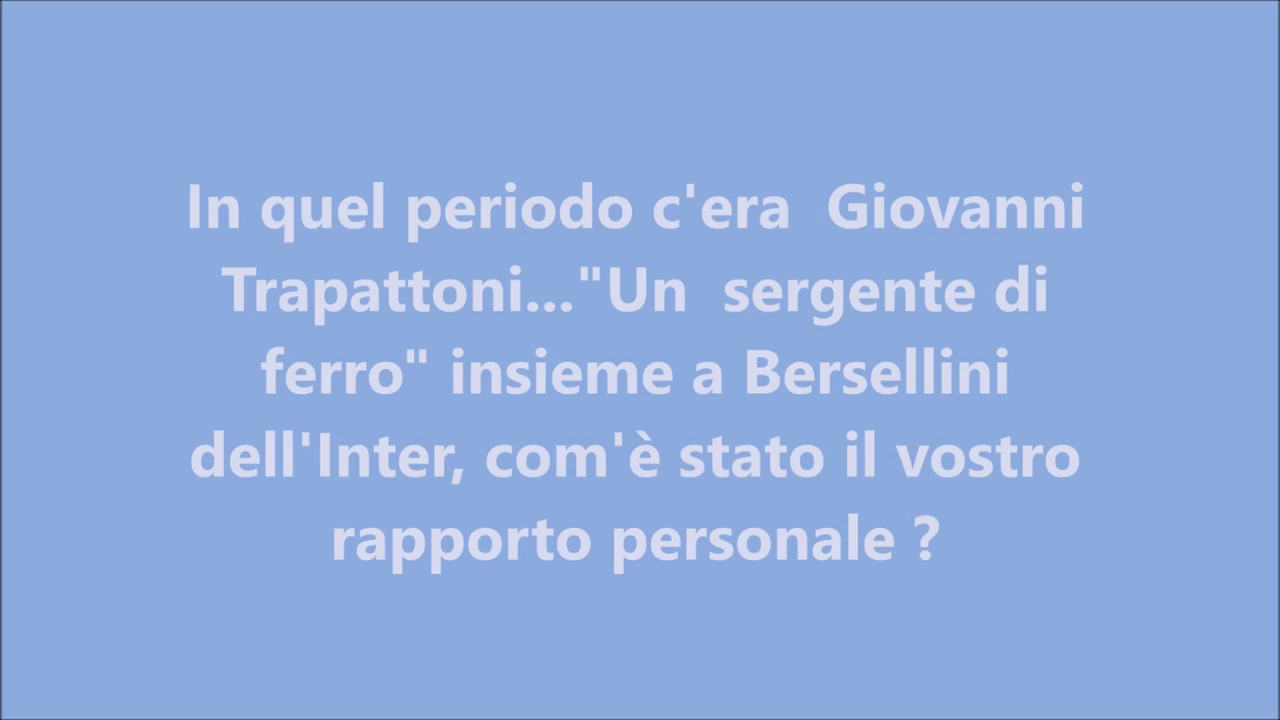 In quel periodo c'era  Giovanni
Trapattoni..."Un  sergente di
ferro" insieme a Bersellini
dell'Inter, com'è stato il vostro
rapporto personale ?